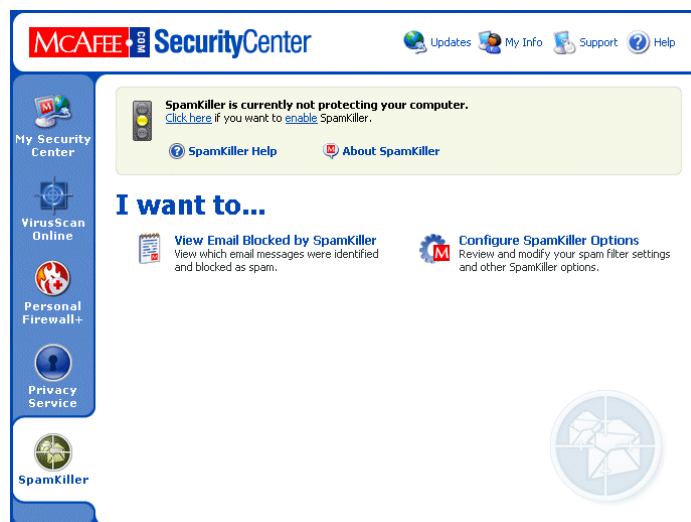 McAFEE .COM SecurityCenter
Updates My Info Support Help
My Security
Center
VirusScan
Online
Personal
Firewall+
Privacy
Service
SpamKiller
SpamKiller is currently not protecting your computer.
Click here if you want to enable SpamKiller.
SpamKiller Help About SpamKiller
I want to...
View Email Blocked by SpamKiller
View which email messages were identified
and blocked as spam.
Configure SpamKiller Options
Review and modify your spam filter settings
and other SpamKiller options.